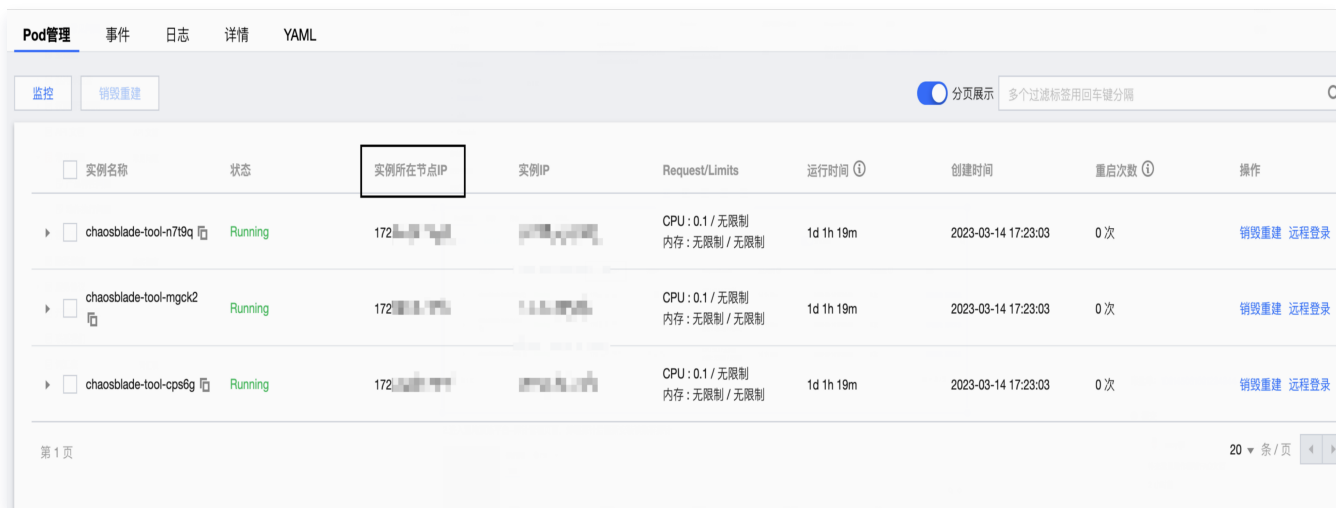 Pod管理 事件 日志 详情 YAML
监控 销毁重建 分页展示 多个过滤标签用回车键分隔
实例名称 状态 实例所在节点IP 实例IP Request/Limits 运行时间 创建时间 重启次数 操作
chaosblade-tool-n7t9q Running 172 CPU : 0.1 / 无限制 1d 1h 19m 2023-03-14 17:23:03 0 次 销毁重建 远程登录
内存 : 无限制 / 无限制
chaosblade-tool-mgck2 Running 172 CPU : 0.1 / 无限制 1d 1h 19m 2023-03-14 17:23:03 0 次 销毁重建 远程登录
内存 : 无限制 / 无限制
chaosblade-tool-cps6g Running 172 CPU : 0.1 / 无限制 1d 1h 19m 2023-03-14 17:23:03 0 次 销毁重建 远程登录
内存 : 无限制 / 无限制
第 1 页 20 条 / 页